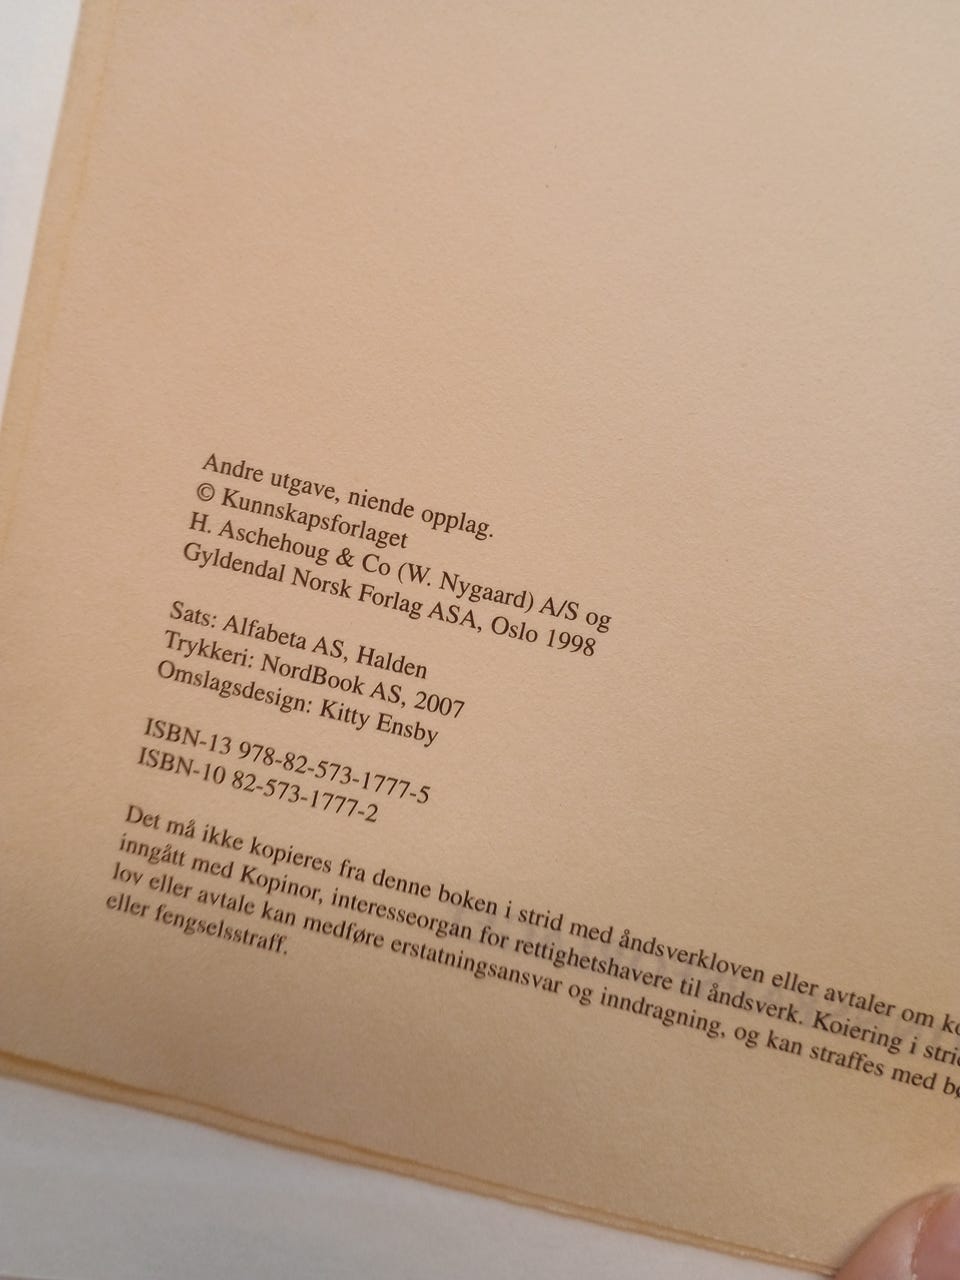 Andre utgave, niende opplag.
© Kunnskapsforlaget
H. Aschehoug & Co (W. Nygaard) A/S og
Gyldendal Norsk Forlag ASA, Oslo 1998
Sats: Alfabeta AS, Halden
Trykkeri: NordBook AS, 2007
Omslagsdesign: Kitty Ensby
ISBN-13 978-82-573-1777-5
ISBN-10 82-573-1777-2
Det må ikke kopieres fra denne boken i strid med åndsverkloven eller avtaler om
inngått med Kopinor, interesseorgan for rettighetshavere til åndsverk. Koiering i
lov eller avtale kan medføre erstatningsansvar og inndragning, og kan straffes med
eller fengselsstraff.